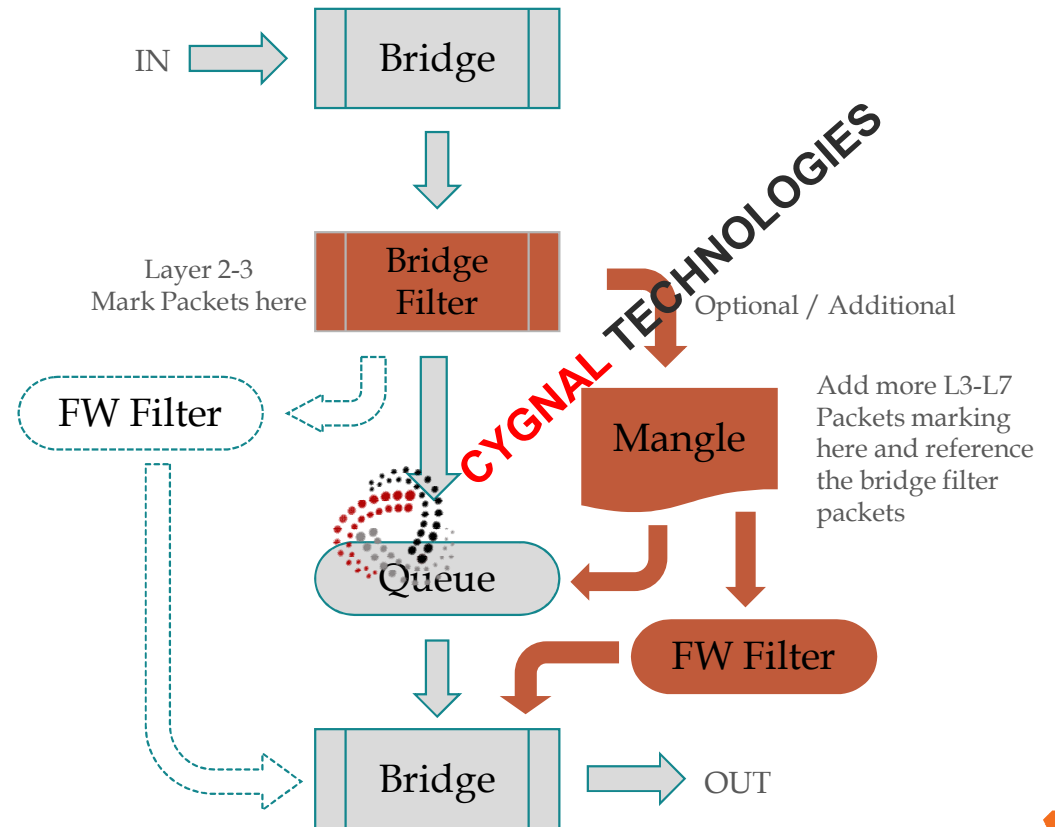 IN
Bridge
Layer 2-3
Mark Packets here
Bridge
Filter
Optional / Additional
FW Filter
Mangle
Add more L3-L7
Packets marking
here and reference
the bridge filter
packets
CYGNAL TECHNOLOGIES
Queue
FW Filter
Bridge
OUT